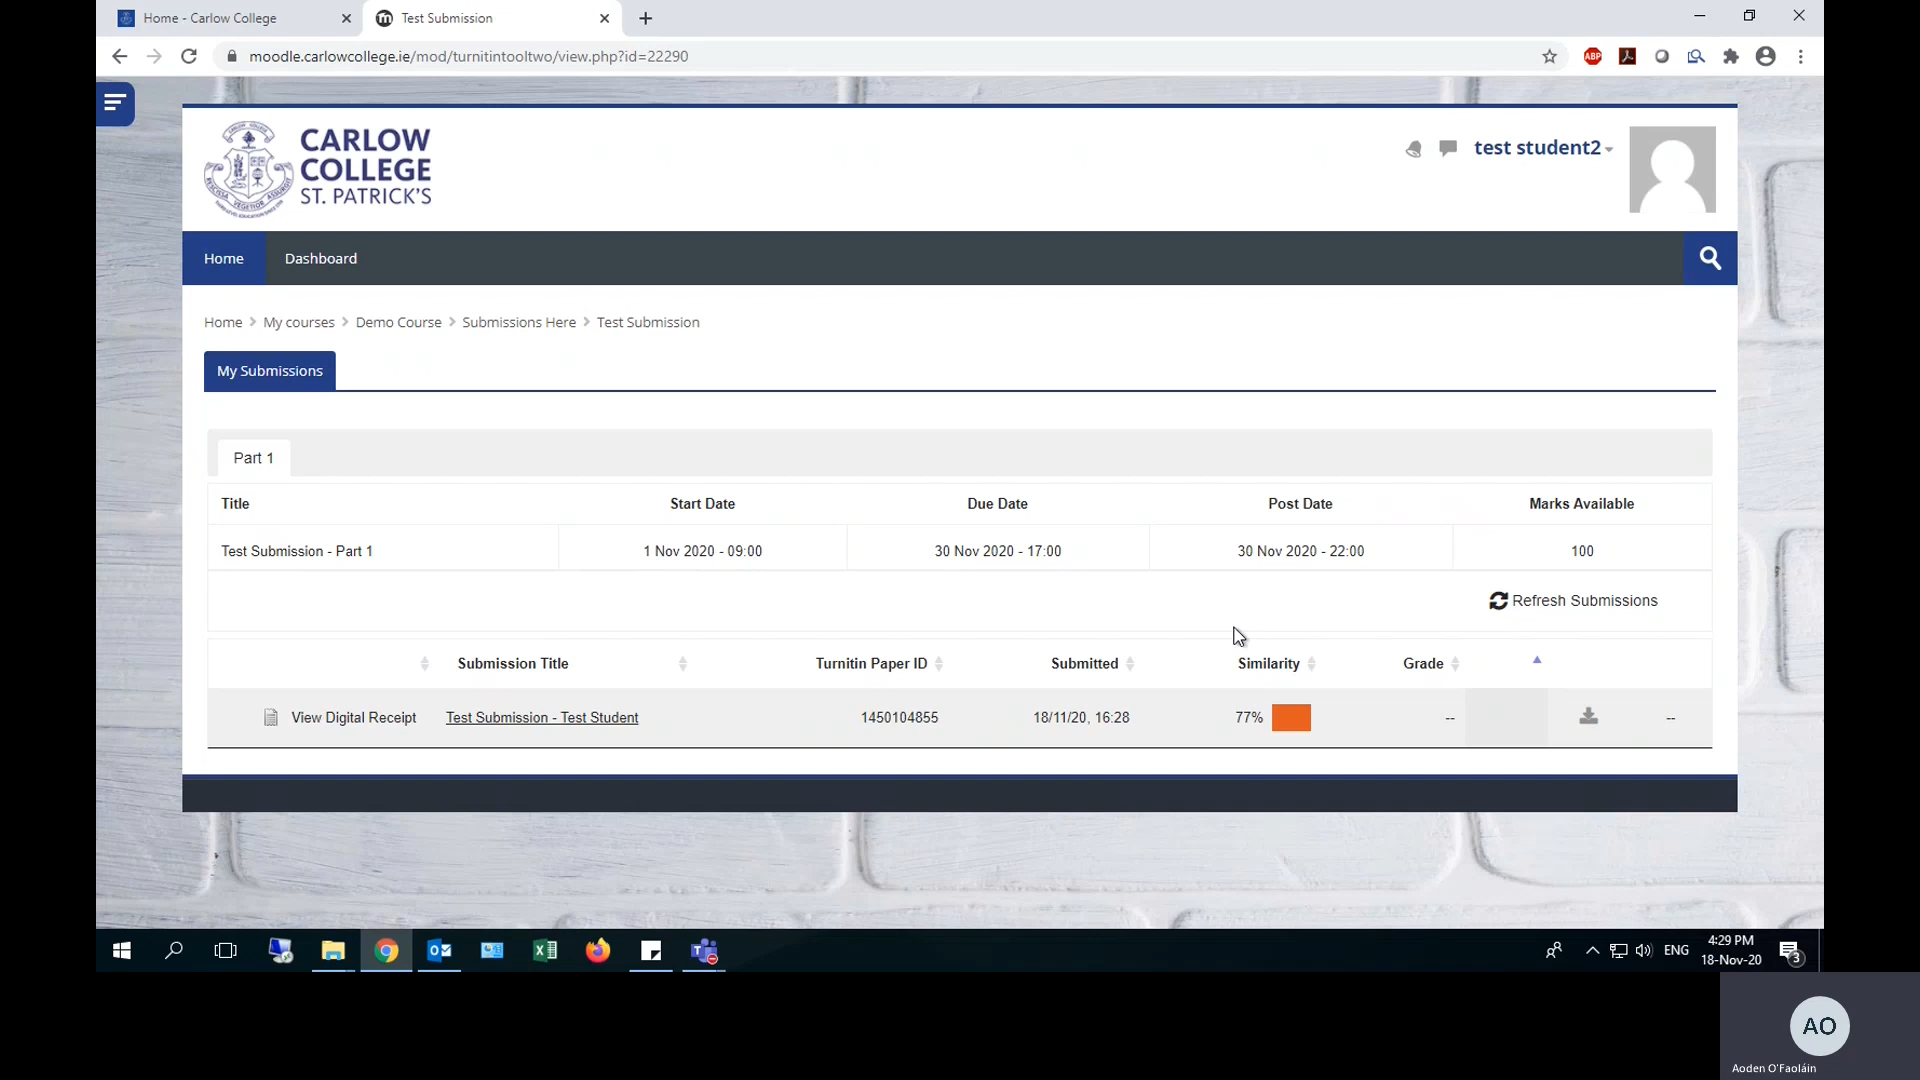 Home - Carlow College
Test Submission
moodle.carlowcollege.ie/mod/turnitintooltwo/view.php?id=22290
ABP
CARLOW
COLLEGE
ST. PATRICK'S
test student2
Home
Dashboard
Home > My courses > Demo Course > Submissions Here > Test Submission
My Submissions
Part 1
Title Start Date Due Date Post Date Marks Available
Test Submission - Part 1 1 Nov 2020 - 09:00 30 Nov 2020 - 17:00 30 Nov 2020 - 22:00 100
Refresh Submissions
Submission Title Turnitin Paper ID Submitted Similarity Grade
View Digital Receipt Test Submission - Test Student 1450104855 18/11/20, 16:28 77% -- --
ENG
4:29 PM
18-Nov-20
3
AO
Aoden O'Faoláin